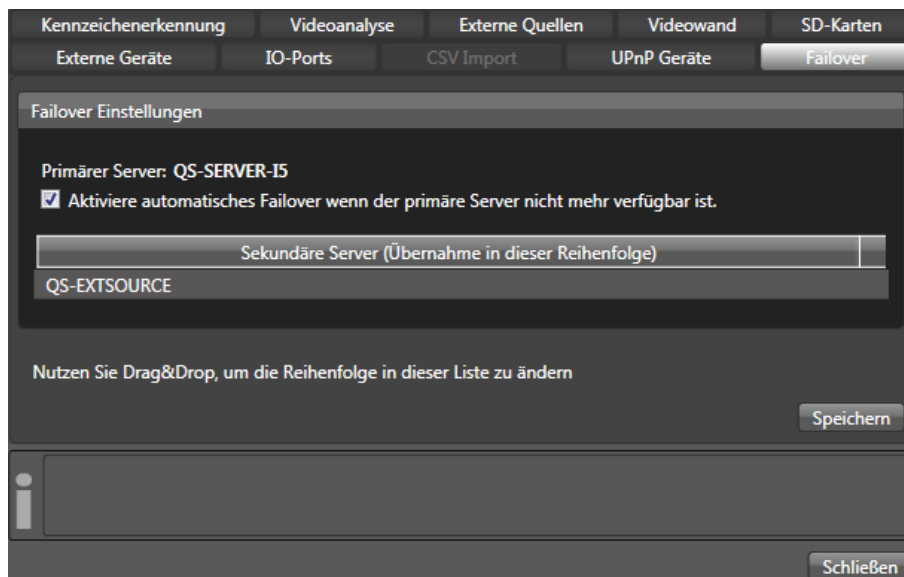 Kennzeichenerkennung Videoanalyse Externe Quellen Videowand SD-Karten
Externe Geräte IO-Ports CSV Import UPnP Geräte Failover
Failover Einstellungen
Primärer Server: QS-SERVER-I5
Aktiviere automatisches Failover wenn der primäre Server nicht mehr verfügbar ist.
Sekundäre Server (Übernahme in dieser Reihenfolge)
QS-EXTSOURCE
Nutzen Sie Drag&Drop, um die Reihenfolge in dieser Liste zu ändern
Speichern
Schließen